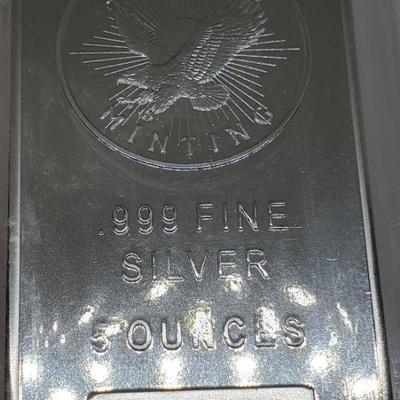 MINTING
.999 FINE
SILVER
5 OUNCES